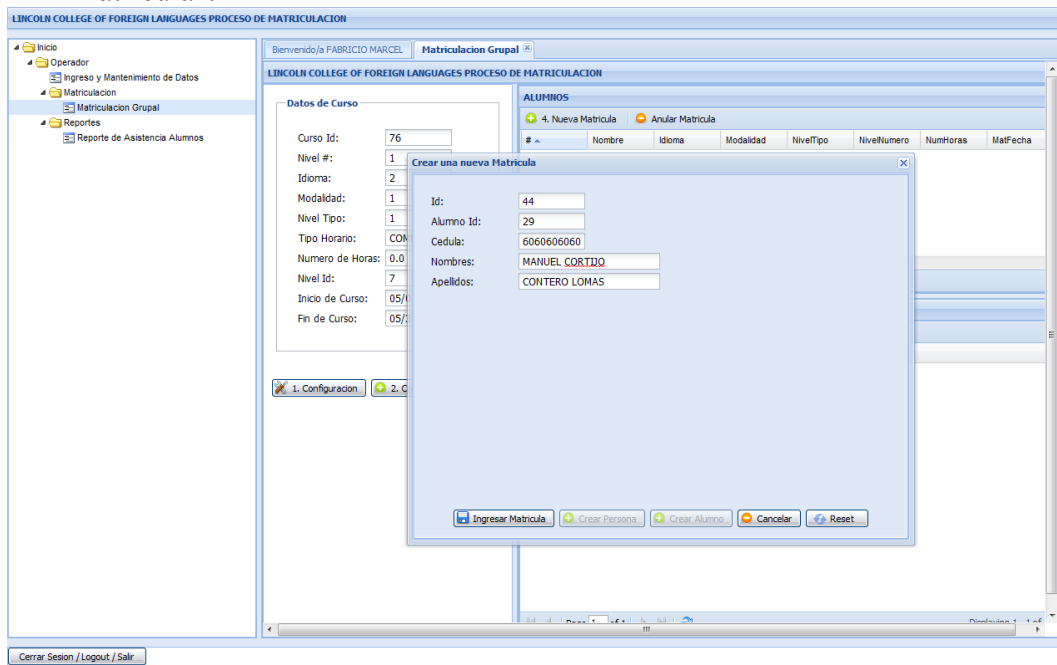 LINCOLN COLLEGE OF FOREIGN LANGUAGES PROCESO DE MATRICULACION
Inicio
Operador
Ingreso y Mantenimiento de Datos
Matriculacion
Matriculacion Grupal
Reportes
Reporte de Asistencia Alumnos
Bienvenido/a FABRICIO MARCEL
Matriculacion Grupal
LINCOLN COLLEGE OF FOREIGN LANGUAGES PROCESO DE MATRICULACION
Datos de Curso
Curso Id: 76
Nivel #: 1
Idioma: 2
Modalidad: 1
Nivel Tipo: 1
Tipo Horario:
Numero de Horas: 0.0
Nivel Id: 7
Inicio de Curso:
Fin de Curso:
1. Configuracion
2.
ALUMNOS
4. Nueva Matricula Anular Matricula
# Nombre Idioma Modalidad NivelTipo NivelNumero NumHoras MatFecha
Crear una nueva Matricula
Id: 44
Alumno Id: 29
Cedula: 6060606060
Nombres: MANUEL CORTIJO
Apellidos: CONTERO LOMAS
Ingresar Matricula Crear Persona Crear Alumno Cancelar Reset
Cerrar Sesion / Logout / Salir